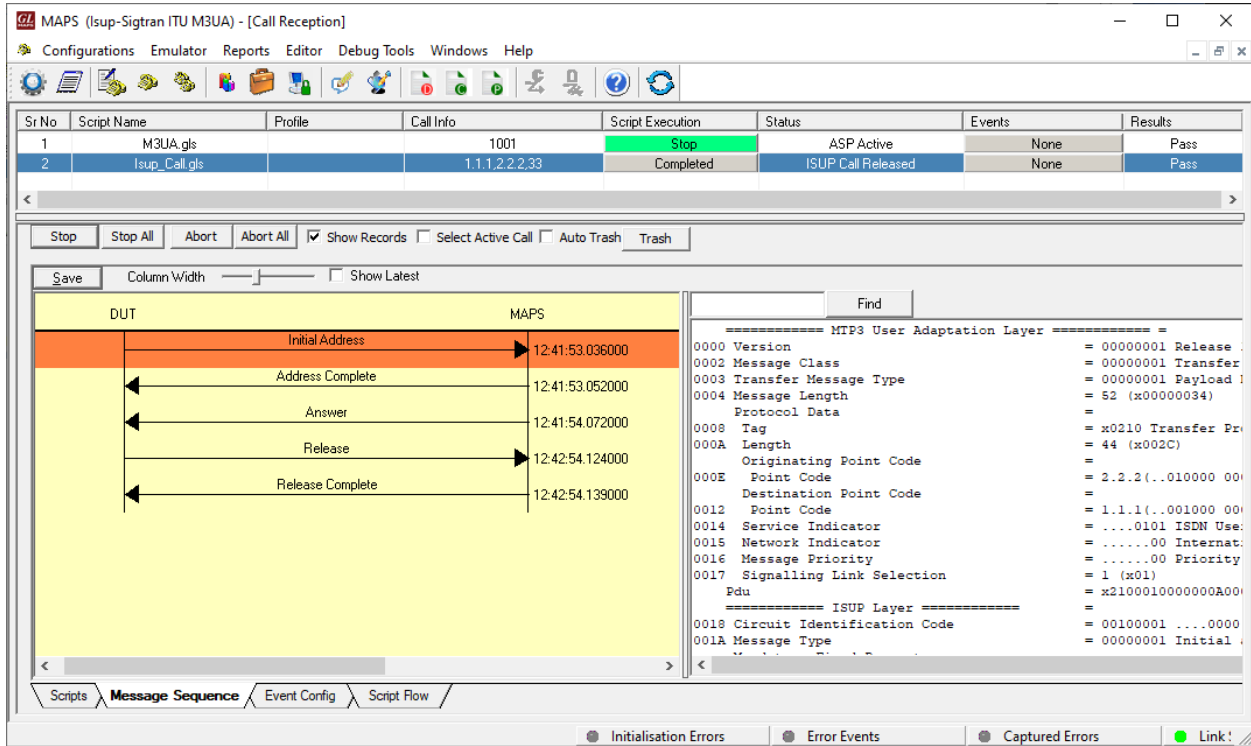 GL MAPS
MAPS (Isup-Sigtran ITU M3UA) - [Call Reception]
Configurations Emulator Reports Editor Debug Tools Windows Help
Sr No Script Name Profile Call Info Script Execution Status Events Results
1 M3UA.gls 1001 Stop ASP Active None Pass
2 Isup_Call.gls 1.1.1,2.2.2,33 Completed ISUP Call Released None Pass
Stop Stop All Abort Abort All Show Records Select Active Call Auto Trash Trash
Save Column Width Show Latest
DUT MAPS
Initial Address
12:41:53.036000
Address Complete
12:41:53.052000
Answer
12:41:54.072000
Release
12:42:54.124000
Release Complete
12:42:54.139000
Find
============ MTP3 User Adaptation Layer ============ =
0000 Version = 00000001 Release
0002 Message Class = 00000001 Transfer
0003 Transfer Message Type = 00000001 Payload
0004 Message Length = 52 (x00000034)
Protocol Data =
0008 Tag = x0210 Transfer Pro
000A Length = 44 (x002C)
Originating Point Code =
000E Point Code = 2.2.2(..010000 00
Destination Point Code =
0012 Point Code = 1.1.1(..001000 00
0014 Service Indicator = ....0101 ISDN Use
0015 Network Indicator = ......00 Internat
0016 Message Priority = ......00 Priority
0017 Signalling Link Selection = 1 (x01)
Pdu = x2100010000000A00
============ ISUP Layer ============ =
0018 Circuit Identification Code = 00100001 ....0000
001A Message Type = 00000001 Initial
Scripts Message Sequence Event Config Script Flow
Initialisation Errors Error Events Captured Errors Link